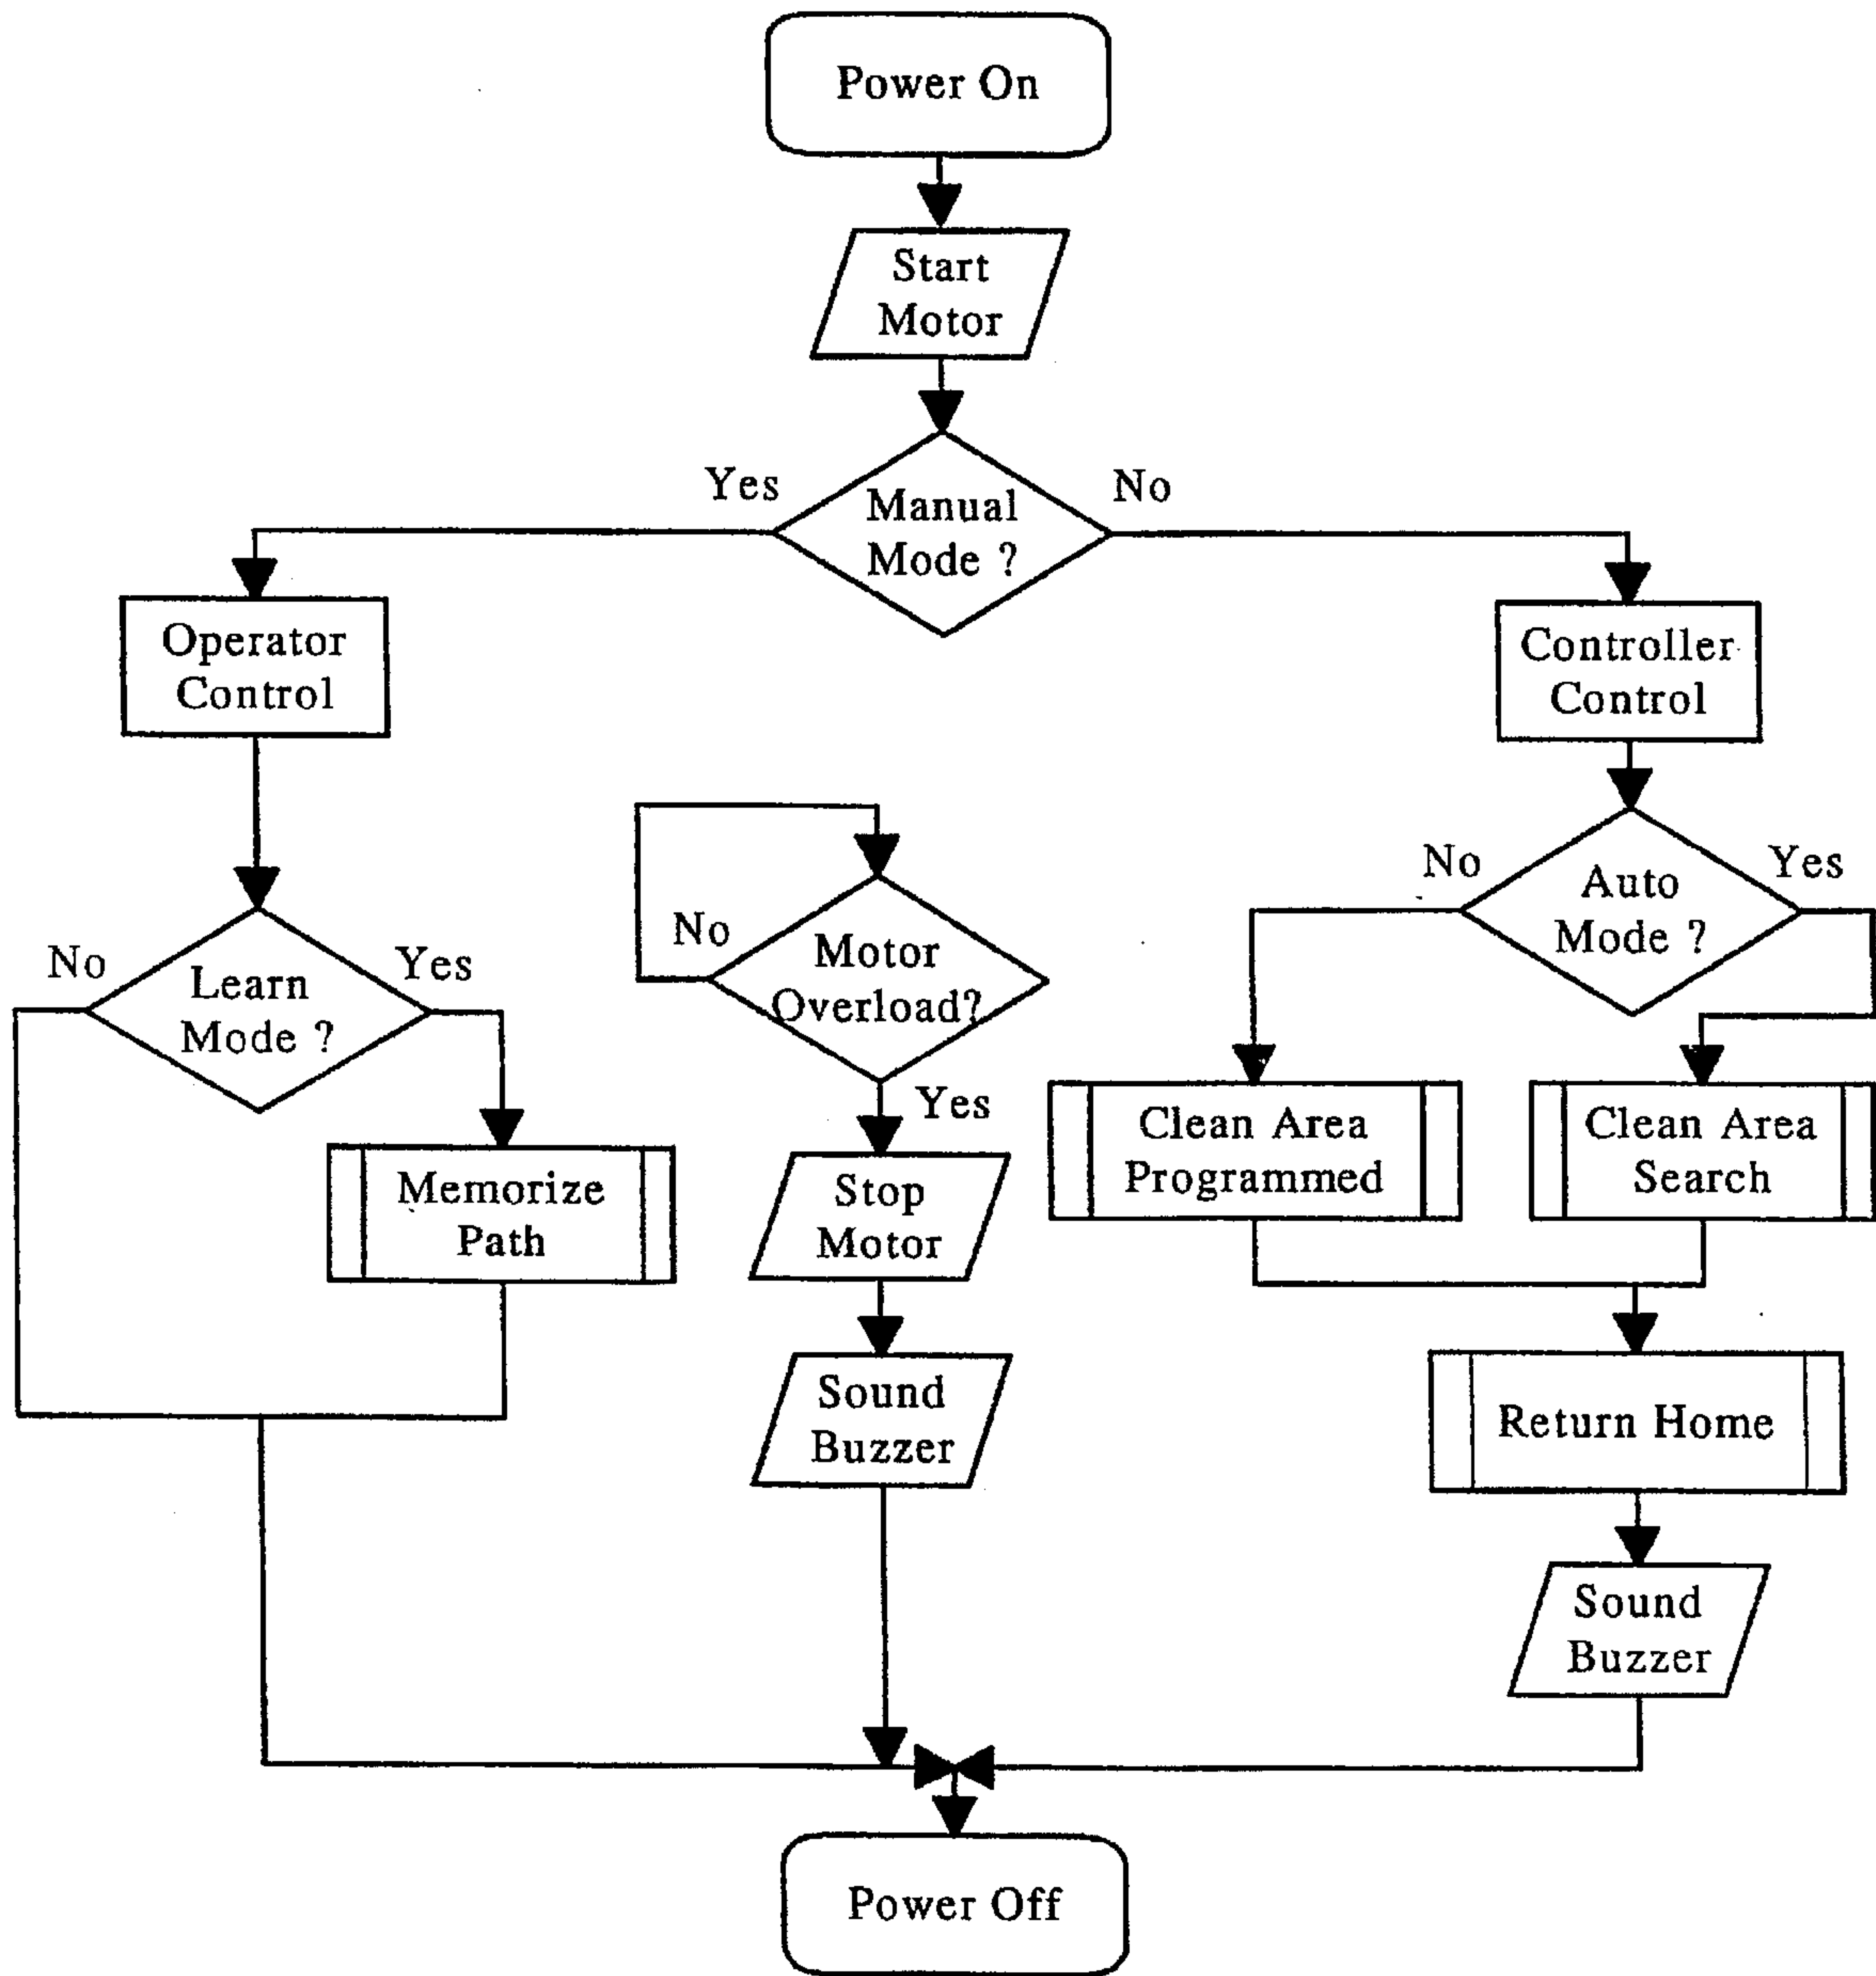 Power On
Start
Motor
Yes
No
Manual
Mode ?
Operator
Control
Controller
Control
No
Yes
Auto
Mode ?
No
Yes
Learn
Mode ?
No
Motor
Overload?
Yes
Clean Area
Programmed
Clean Area
Search
Memorize
Path
Stop
Motor
Sound
Buzzer
Return Home
Sound
Buzzer
Power Off